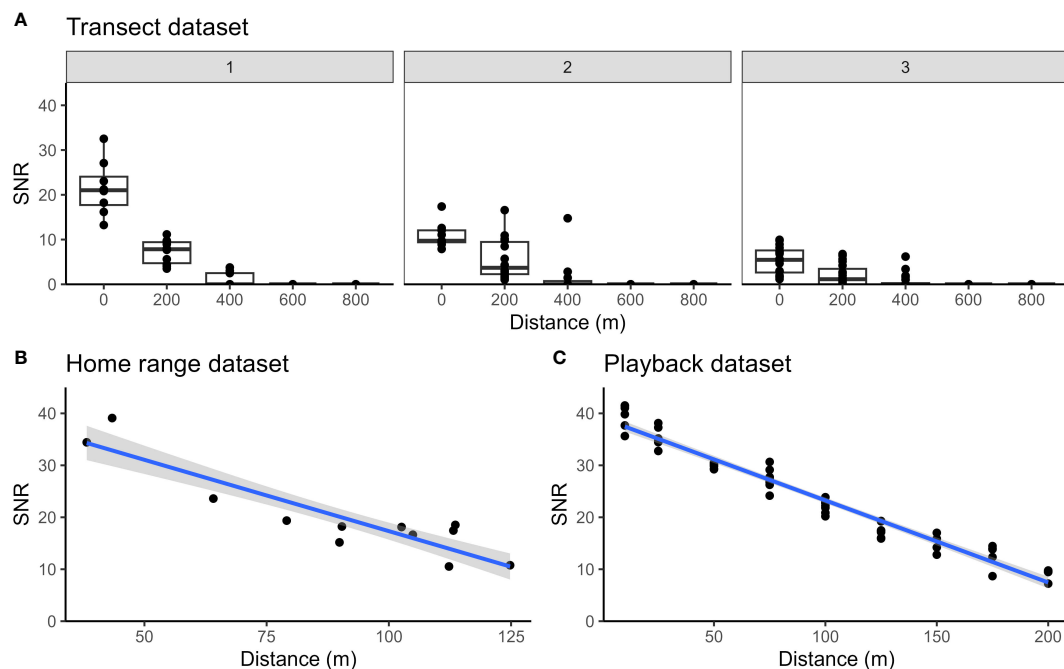 A
Transect dataset
1 2 3
40
30
20
10
0
SNR
0 200 400 600 800 0 200 400 600 800 0 200 400 600 800
Distance (m)
B
Home range dataset
40
30
20
10
0
SNR
50 75 100 125
Distance (m)
C
Playback dataset
40
30
20
10
0
SNR
50 100 150 200
Distance (m)